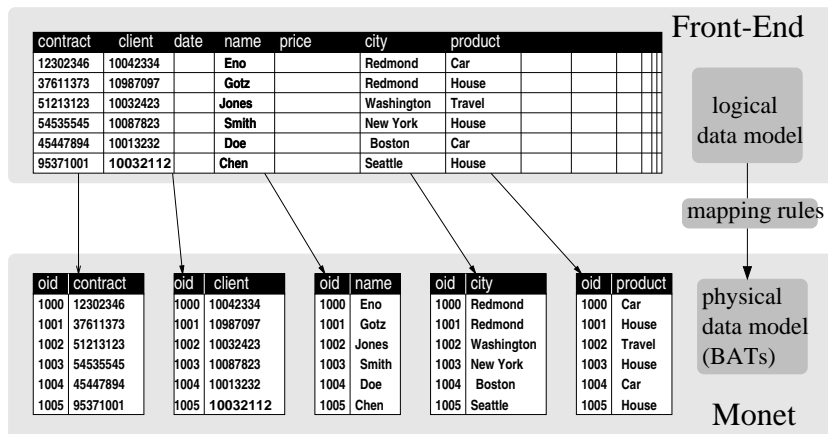 Front-End
contract client date name price city product
12302346 10042334 Eno Redmond Car
37611373 10987097 Gotz Redmond House
51213123 10032423 Jones Washington Travel
54535545 10087823 Smith New York House
45447894 10013232 Doe Boston Car
95371001 10032112 Chen Seattle House
logical
data model
mapping rules
oid contract oid client oid name oid city oid product
1000 12302346 1000 10042334 1000 Eno 1000 Redmond 1000 Car
1001 37611373 1001 10987097 1001 Gotz 1001 Redmond 1001 House
1002 51213123 1002 10032423 1002 Jones 1002 Washington 1002 Travel
1003 54535545 1003 10087823 1003 Smith 1003 New York 1003 House
1004 45447894 1004 10013232 1004 Doe 1004 Boston 1004 Car
1005 95371001 1005 10032112 1005 Chen 1005 Seattle 1005 House
physical
data model
(BATs)
Monet